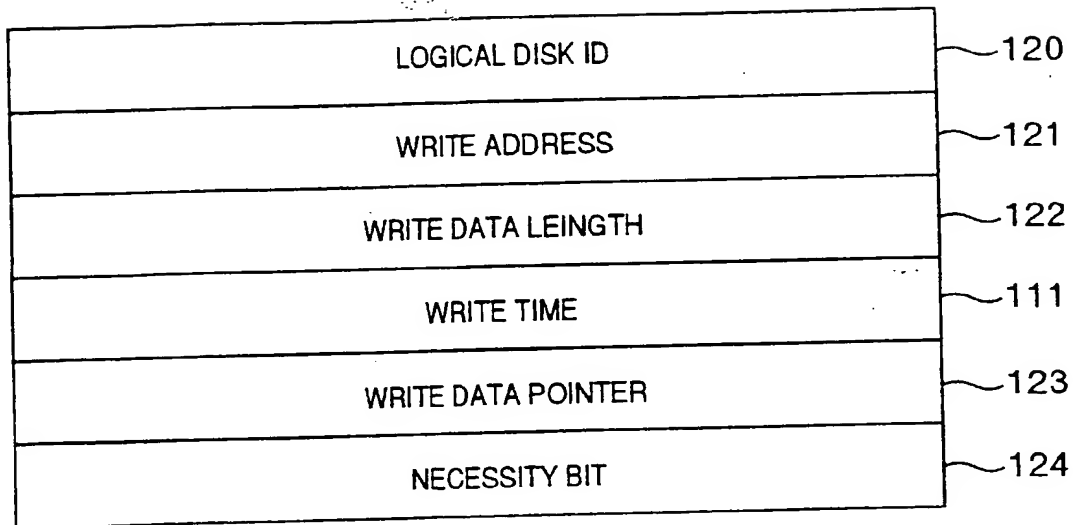 LOGICAL DISK ID 120
WRITE ADDRESS 121
WRITE DATA LEINGTH 122
WRITE TIME 111
WRITE DATA POINTER 123
NECESSITY BIT 124